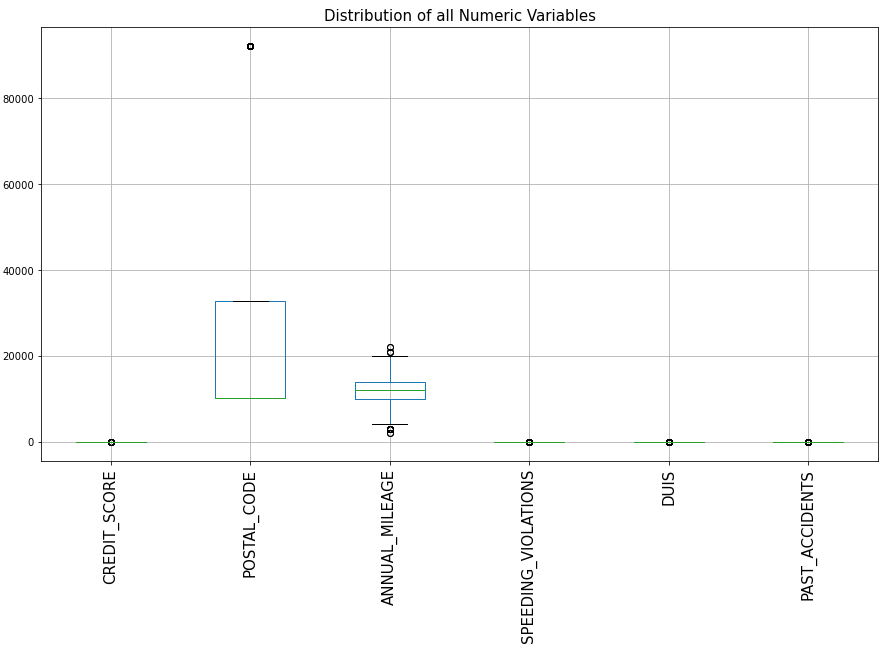 Distribution of all Numeric Variables
80000
60000
40000
20000
0
CREDIT_SCORE
POSTAL_CODE
ANNUAL_MILEAGE
SPEEDING_VIOLATIONS
DUIS
PAST_ACCIDENTS